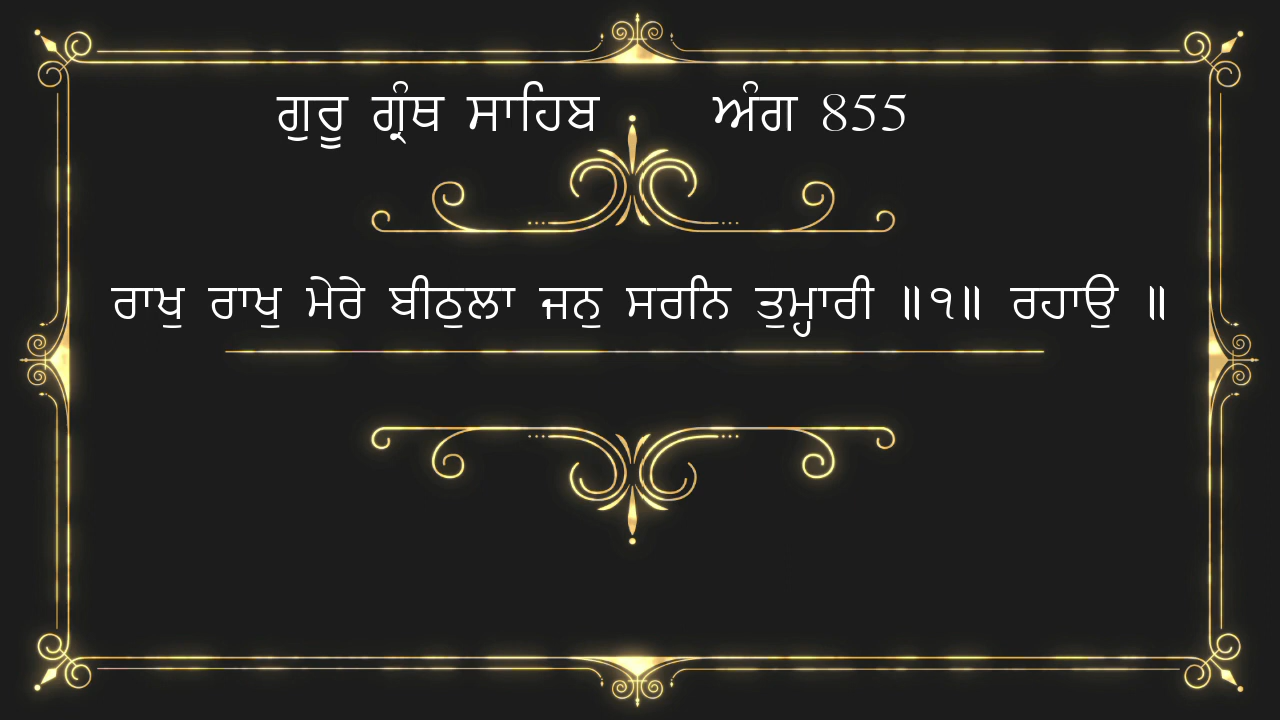 ਗੁਰੂ ਗ੍ਰੰਥ ਸਾਹਿਬ ਅੰਗ 855
ਰਾਖੁ ਰਾਖੁ ਮੇਰੇ ਬੀਠੁਲਾ ਜਨੁ ਸਰਨਿ ਤੁਮ੍ਹਾਰੀ ॥੧॥ ਰਹਾਉ ॥